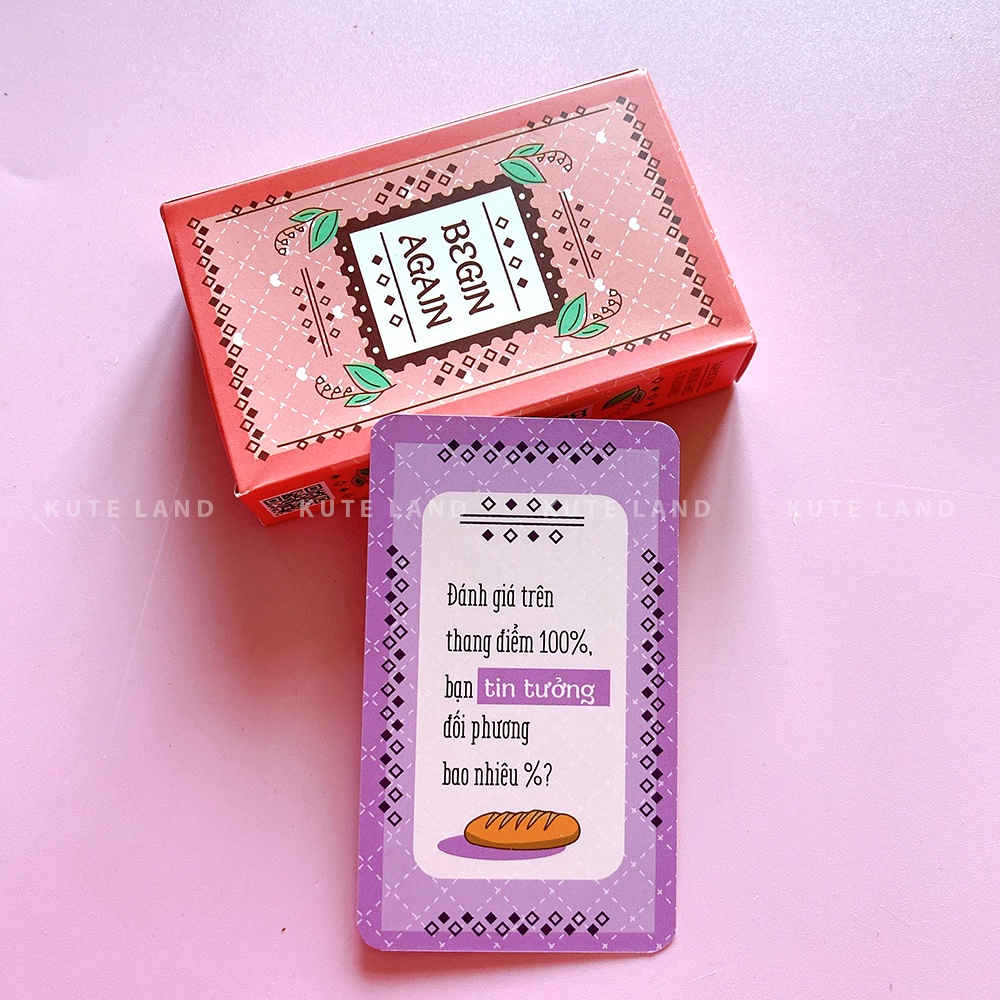 BEGIN
AGAIN
KUTE LAND KUTE LAND KUTE LAND KUTE LAND
Đánh giá trên
thang điểm 100%,
bạn tin tưởng
đối phương
bao nhiêu %?